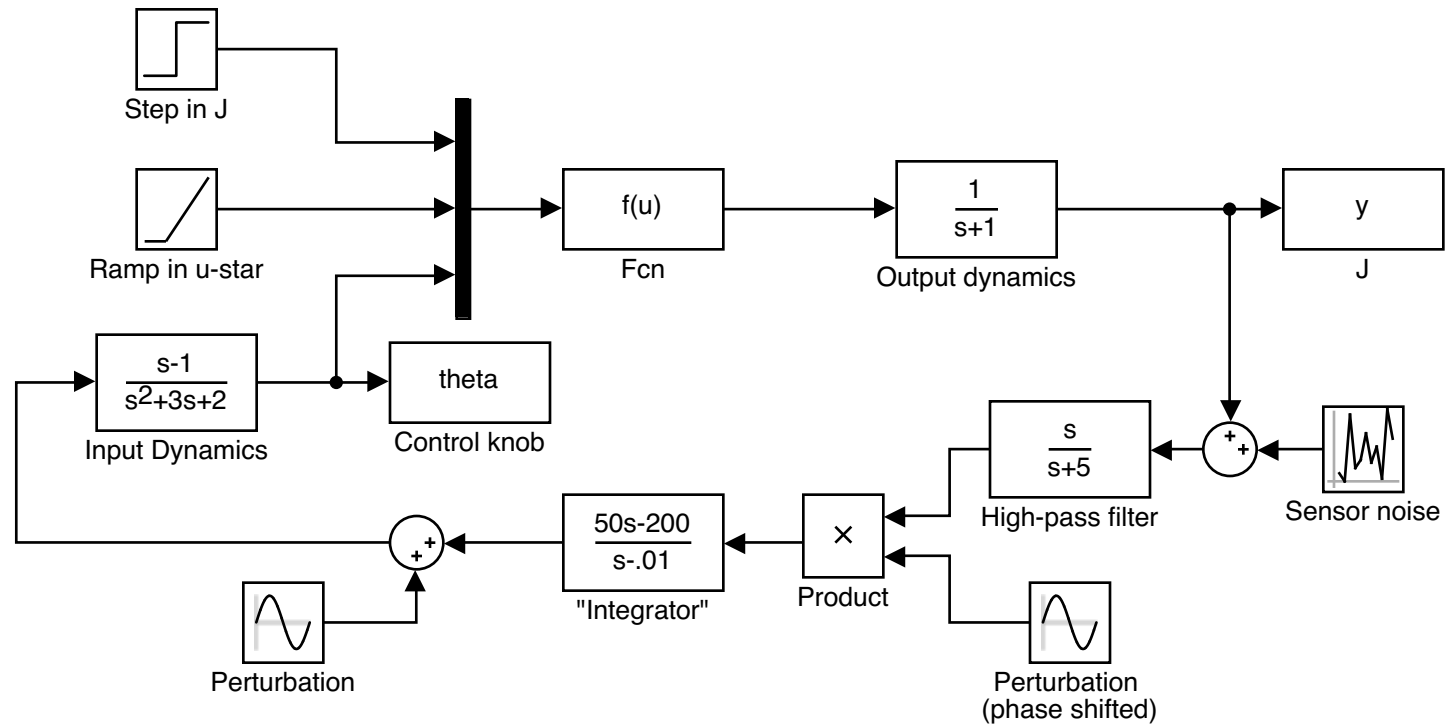 Step in J
Ramp in u-star
f(u)
Fcn
1
s+1
Output dynamics
y
J
s-1
s2+3s+2
Input Dynamics
theta
Control knob
s
s+5
High-pass filter
+
+
Sensor noise
50s-200
s-.01
"Integrator"
×
Product
+
+
Perturbation
Perturbation
(phase shifted)